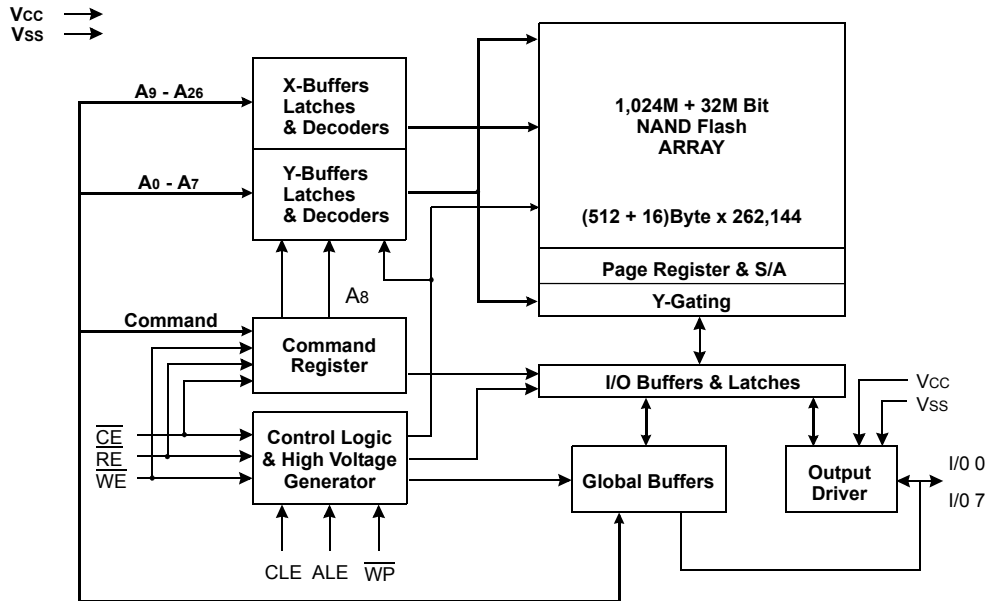 VCC
VSS
A9 - A26
X-Buffers
Latches
& Decoders
A0 - A7
Y-Buffers
Latches
& Decoders
1,024M + 32M Bit
NAND Flash
ARRAY
(512 + 16)Byte x 262,144
Page Register & S/A
Y-Gating
A8
Command
Command
Register
I/O Buffers & Latches
VCC
VSS
CE
RE
WE
Control Logic
& High Voltage
Generator
Global Buffers
Output
Driver
I/0 0
I/0 7
CLE ALE WP